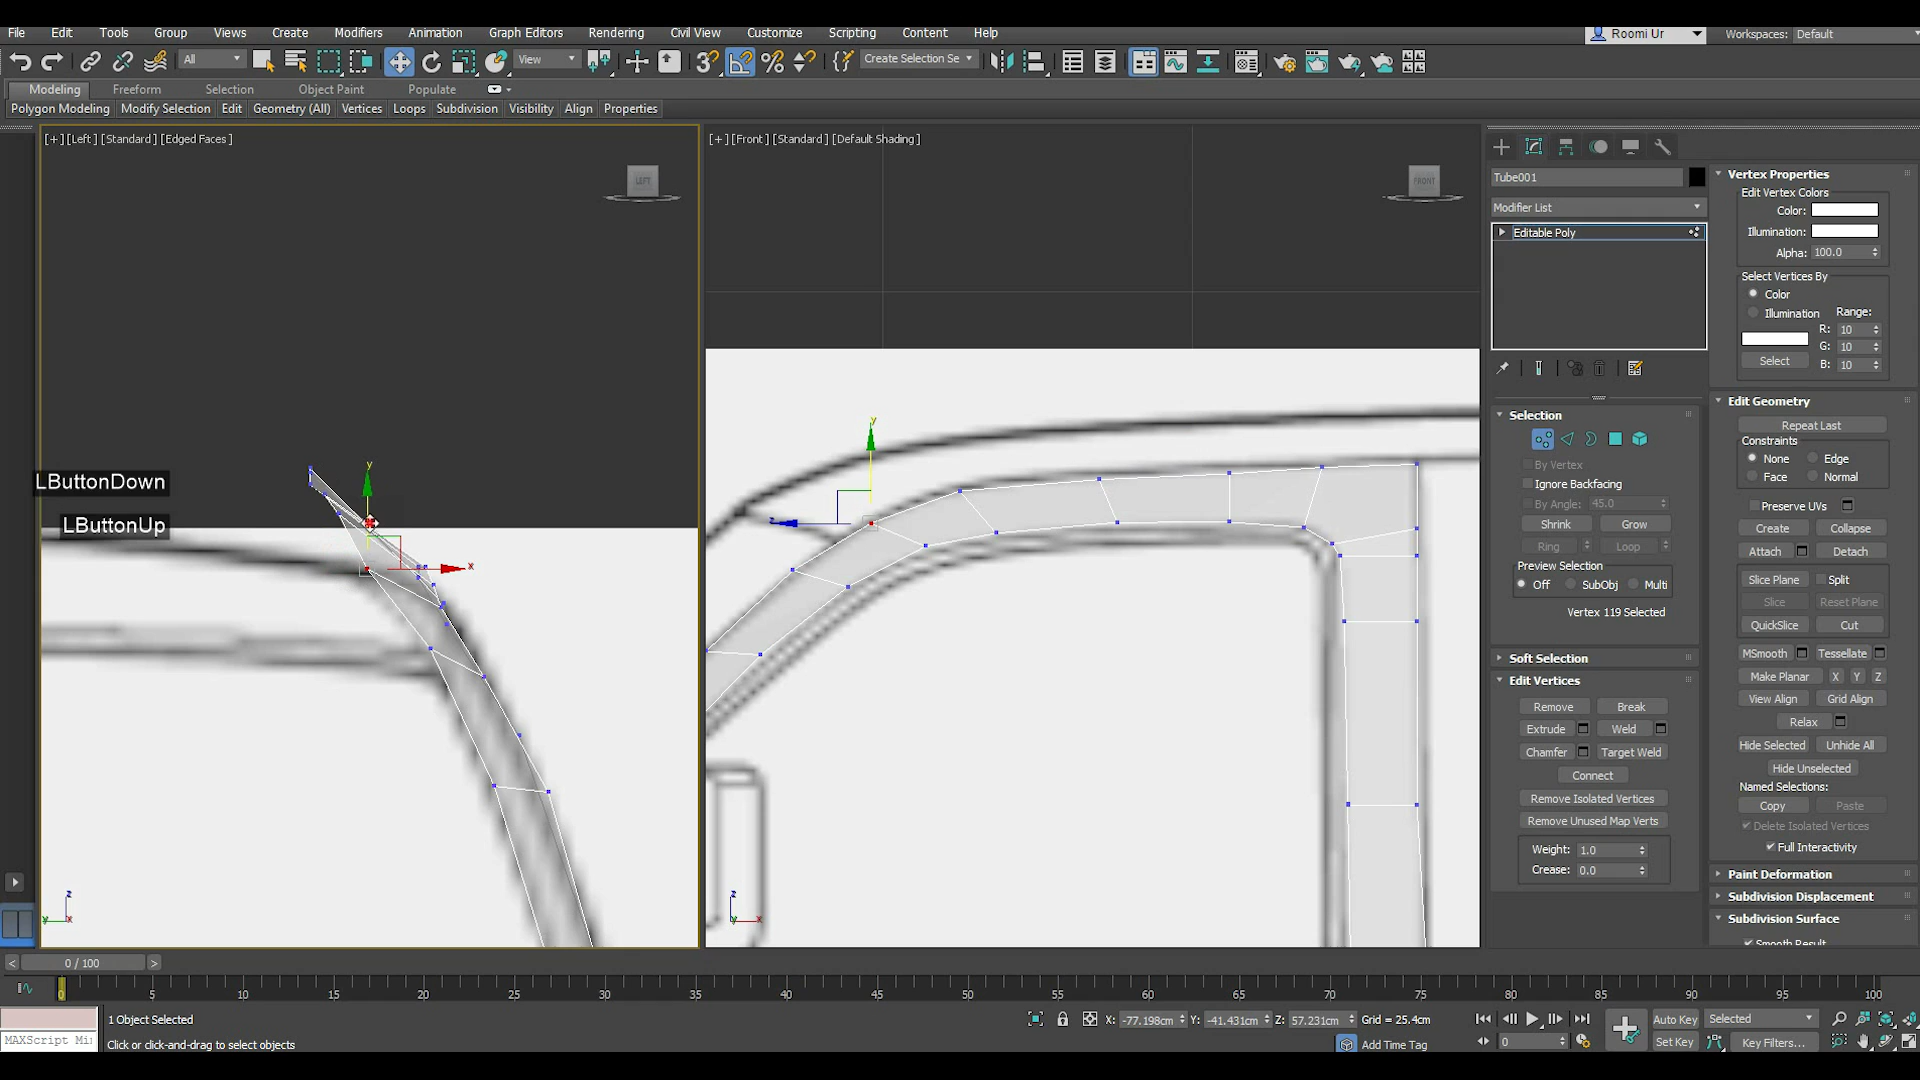 File Edit Tools Group Views Create Modifiers Animation Graph Editors Rendering Civil View Customize Scripting Content Help Roomi Ur Workspaces: Default
All View Create Selection Se
Modeling Freeform Selection Object Paint Populate
Polygon Modeling Modify Selection Edit Geometry (All) Vertices Loops Subdivision Visibility Align Properties
[+] [Left] [Standard] [Edged Faces]
LEFT
LButtonDown
LButtonUp
y
x
z
y x
[+] [Front] [Standard] [Default Shading]
FRONT
y
z
z
y x
Tube001
Modifier List
Editable Poly
Selection
By Vertex
Ignore Backfacing
By Angle: 45.0
Shrink Grow
Ring Loop
Preview Selection
Off SubObj Multi
Vertex 119 Selected
Soft Selection
Edit Vertices
Remove Break
Extrude Weld
Chamfer Target Weld
Connect
Remove Isolated Vertices
Remove Unused Map Verts
Weight: 1.0
Crease: 0.0
Vertex Properties
Edit Vertex Colors
Color:
Illumination:
Alpha: 100.0
Select Vertices By
Color
Illumination Range:
R: 10
G: 10
Select B: 10
Edit Geometry
Repeat Last
Constraints
None Edge
Face Normal
Preserve UVs
Create Collapse
Attach Detach
Slice Plane Split
Slice Reset Plane
QuickSlice Cut
MSmooth Tessellate
Make Planar X Y Z
View Align Grid Align
Relax
Hide Selected Unhide All
Hide Unselected
Named Selections:
Copy Paste
Delete Isolated Vertices
Full Interactivity
Paint Deformation
Subdivision Displacement
Subdivision Surface
Smooth Result
< 0 / 100 >
0 5 10 15 20 25 30 35 40 45 50 55 60 65 70 75 80 85 90 95 100
1 Object Selected X: -77.198cm Y: -41.431cm Z: 57.231cm Grid = 25.4cm Auto Key Selected
MAXScript Mi Click or click-and-drag to select objects Add Time Tag 0 Set Key Key Filters...